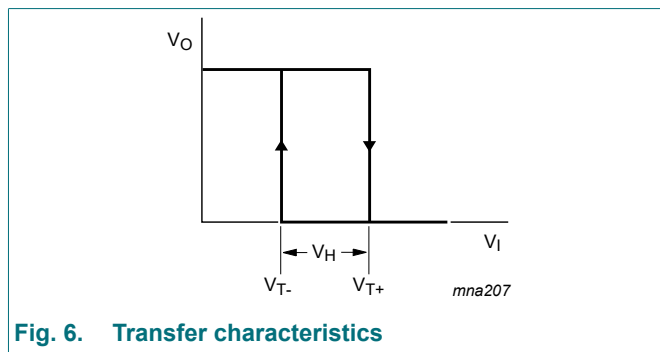 VO
VH
VI
VT-
VT+
mna207
Fig. 6. Transfer characteristics